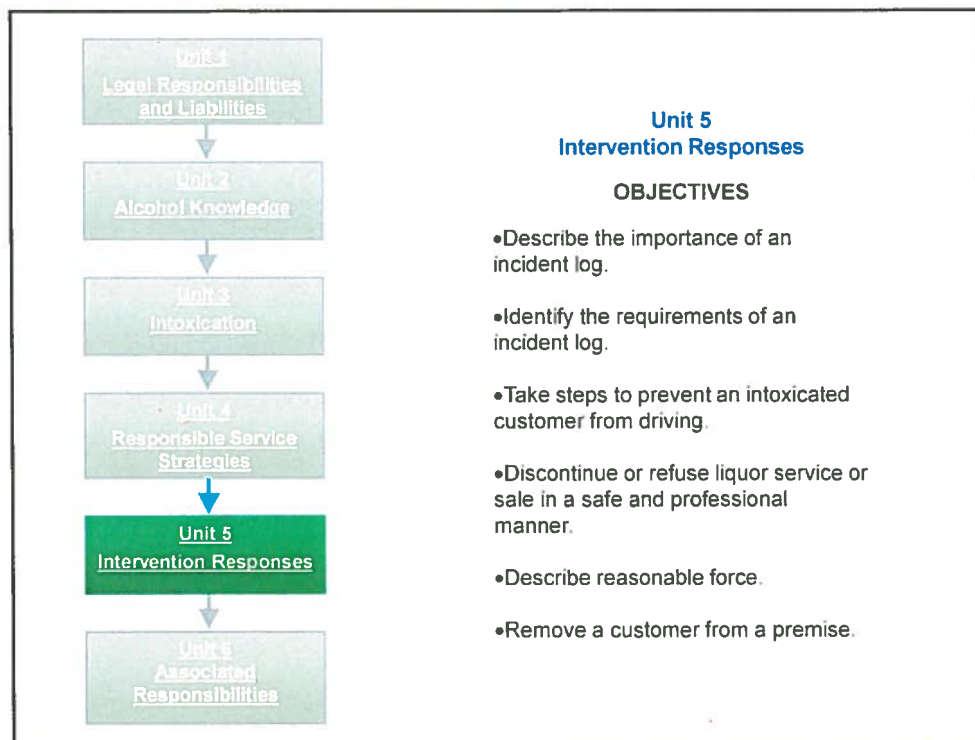 Unit 1
Legal Responsibilities
and Liabilities
Unit 2
Alcohol Knowledge
Unit 3
Intoxication
Unit 4
Responsible Service
Strategies
Unit 5
Intervention Responses
Unit 6
Associated
Responsibilities
Unit 5
Intervention Responses
OBJECTIVES
•Describe the importance of an
incident log.
•Identify the requirements of an
incident log.
•Take steps to prevent an intoxicated
customer from driving.
•Discontinue or refuse liquor service or
sale in a safe and professional
manner.
•Describe reasonable force.
•Remove a customer from a premise.